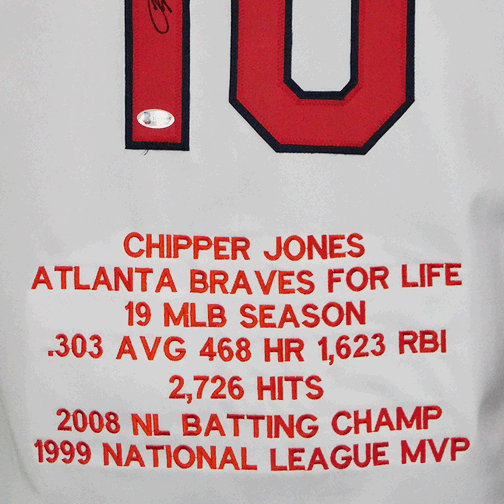 10
CHIPPER JONES
ATLANTA BRAVES FOR LIFE
19 MLB SEASON
.303 AVG 468 HR 1,623 RBI
2,726 HITS
2008 NL BATTING CHAMP
1999 NATIONAL LEAGUE MVP